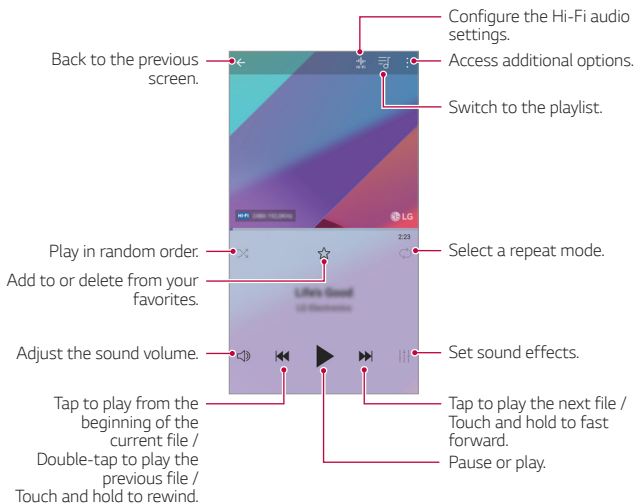 Configure the Hi-Fi audio
settings.
Back to the previous
screen.
Access additional options.
Switch to the playlist.
HI-FI
LG
2:23
Play in random order.
Select a repeat mode.
Add to or delete from your
favorites.
Life's Good
LG Electronics
Adjust the sound volume.
Set sound effects.
Tap to play from the
beginning of the
current file /
Double-tap to play the
previous file /
Touch and hold to rewind.
Tap to play the next file /
Touch and hold to fast
forward.
Pause or play.